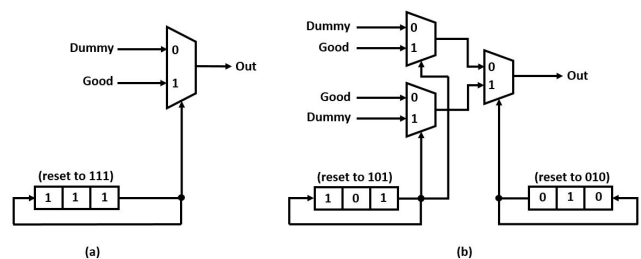 Dummy
0
Good
1
Out
(reset to 111)
1 1 1
(a)
Dummy
0
Good
1
0
1
Out
Good
0
Dummy
1
(reset to 101)
1 0 1
(reset to 010)
0 1 0
(b)